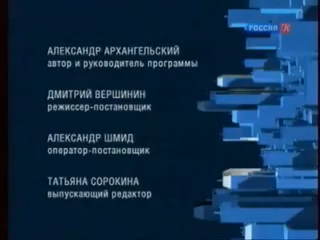 РОССИЯ К
АЛЕКСАНДР АРХАНГЕЛЬСКИЙ
автор и руководитель программы
ДМИТРИЙ ВЕРШИНИН
режиссер-постановщик
АЛЕКСАНДР ШМИД
оператор-постановщик
ТАТЬЯНА СОРОКИНА
выпускающий редактор